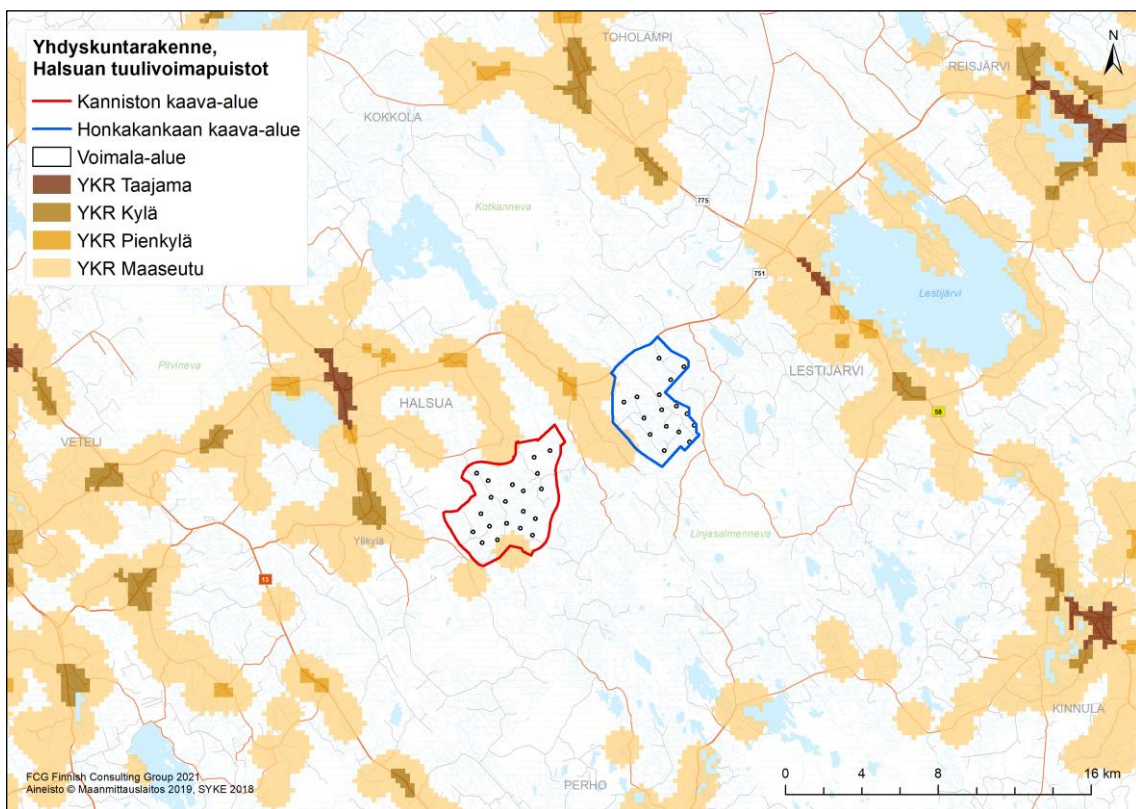 Yhdyskuntarakenne,
Halsuan tuulivoimapuistot
Kanniston kaava-alue
Honkakankaan kaava-alue
Voimala-alue
YKR Taajama
YKR Kylä
YKR Pienkylä
YKR Maaseutu
TOHOLAMPI
N
REISJÄRVI
KOKKOLA
Kotkanneva
775
751
Lestijärvi
Pilvineva
LESTIJÄRVI
HALSUA
58
VETELI
Ylikylä
Linjasalmenneva
13
KINNULA
PERHO
FCG Finnish Consulting Group 2021
Aineisto © Maanmittauslaitos 2019, SYKE 2018
0 4 8 16 km